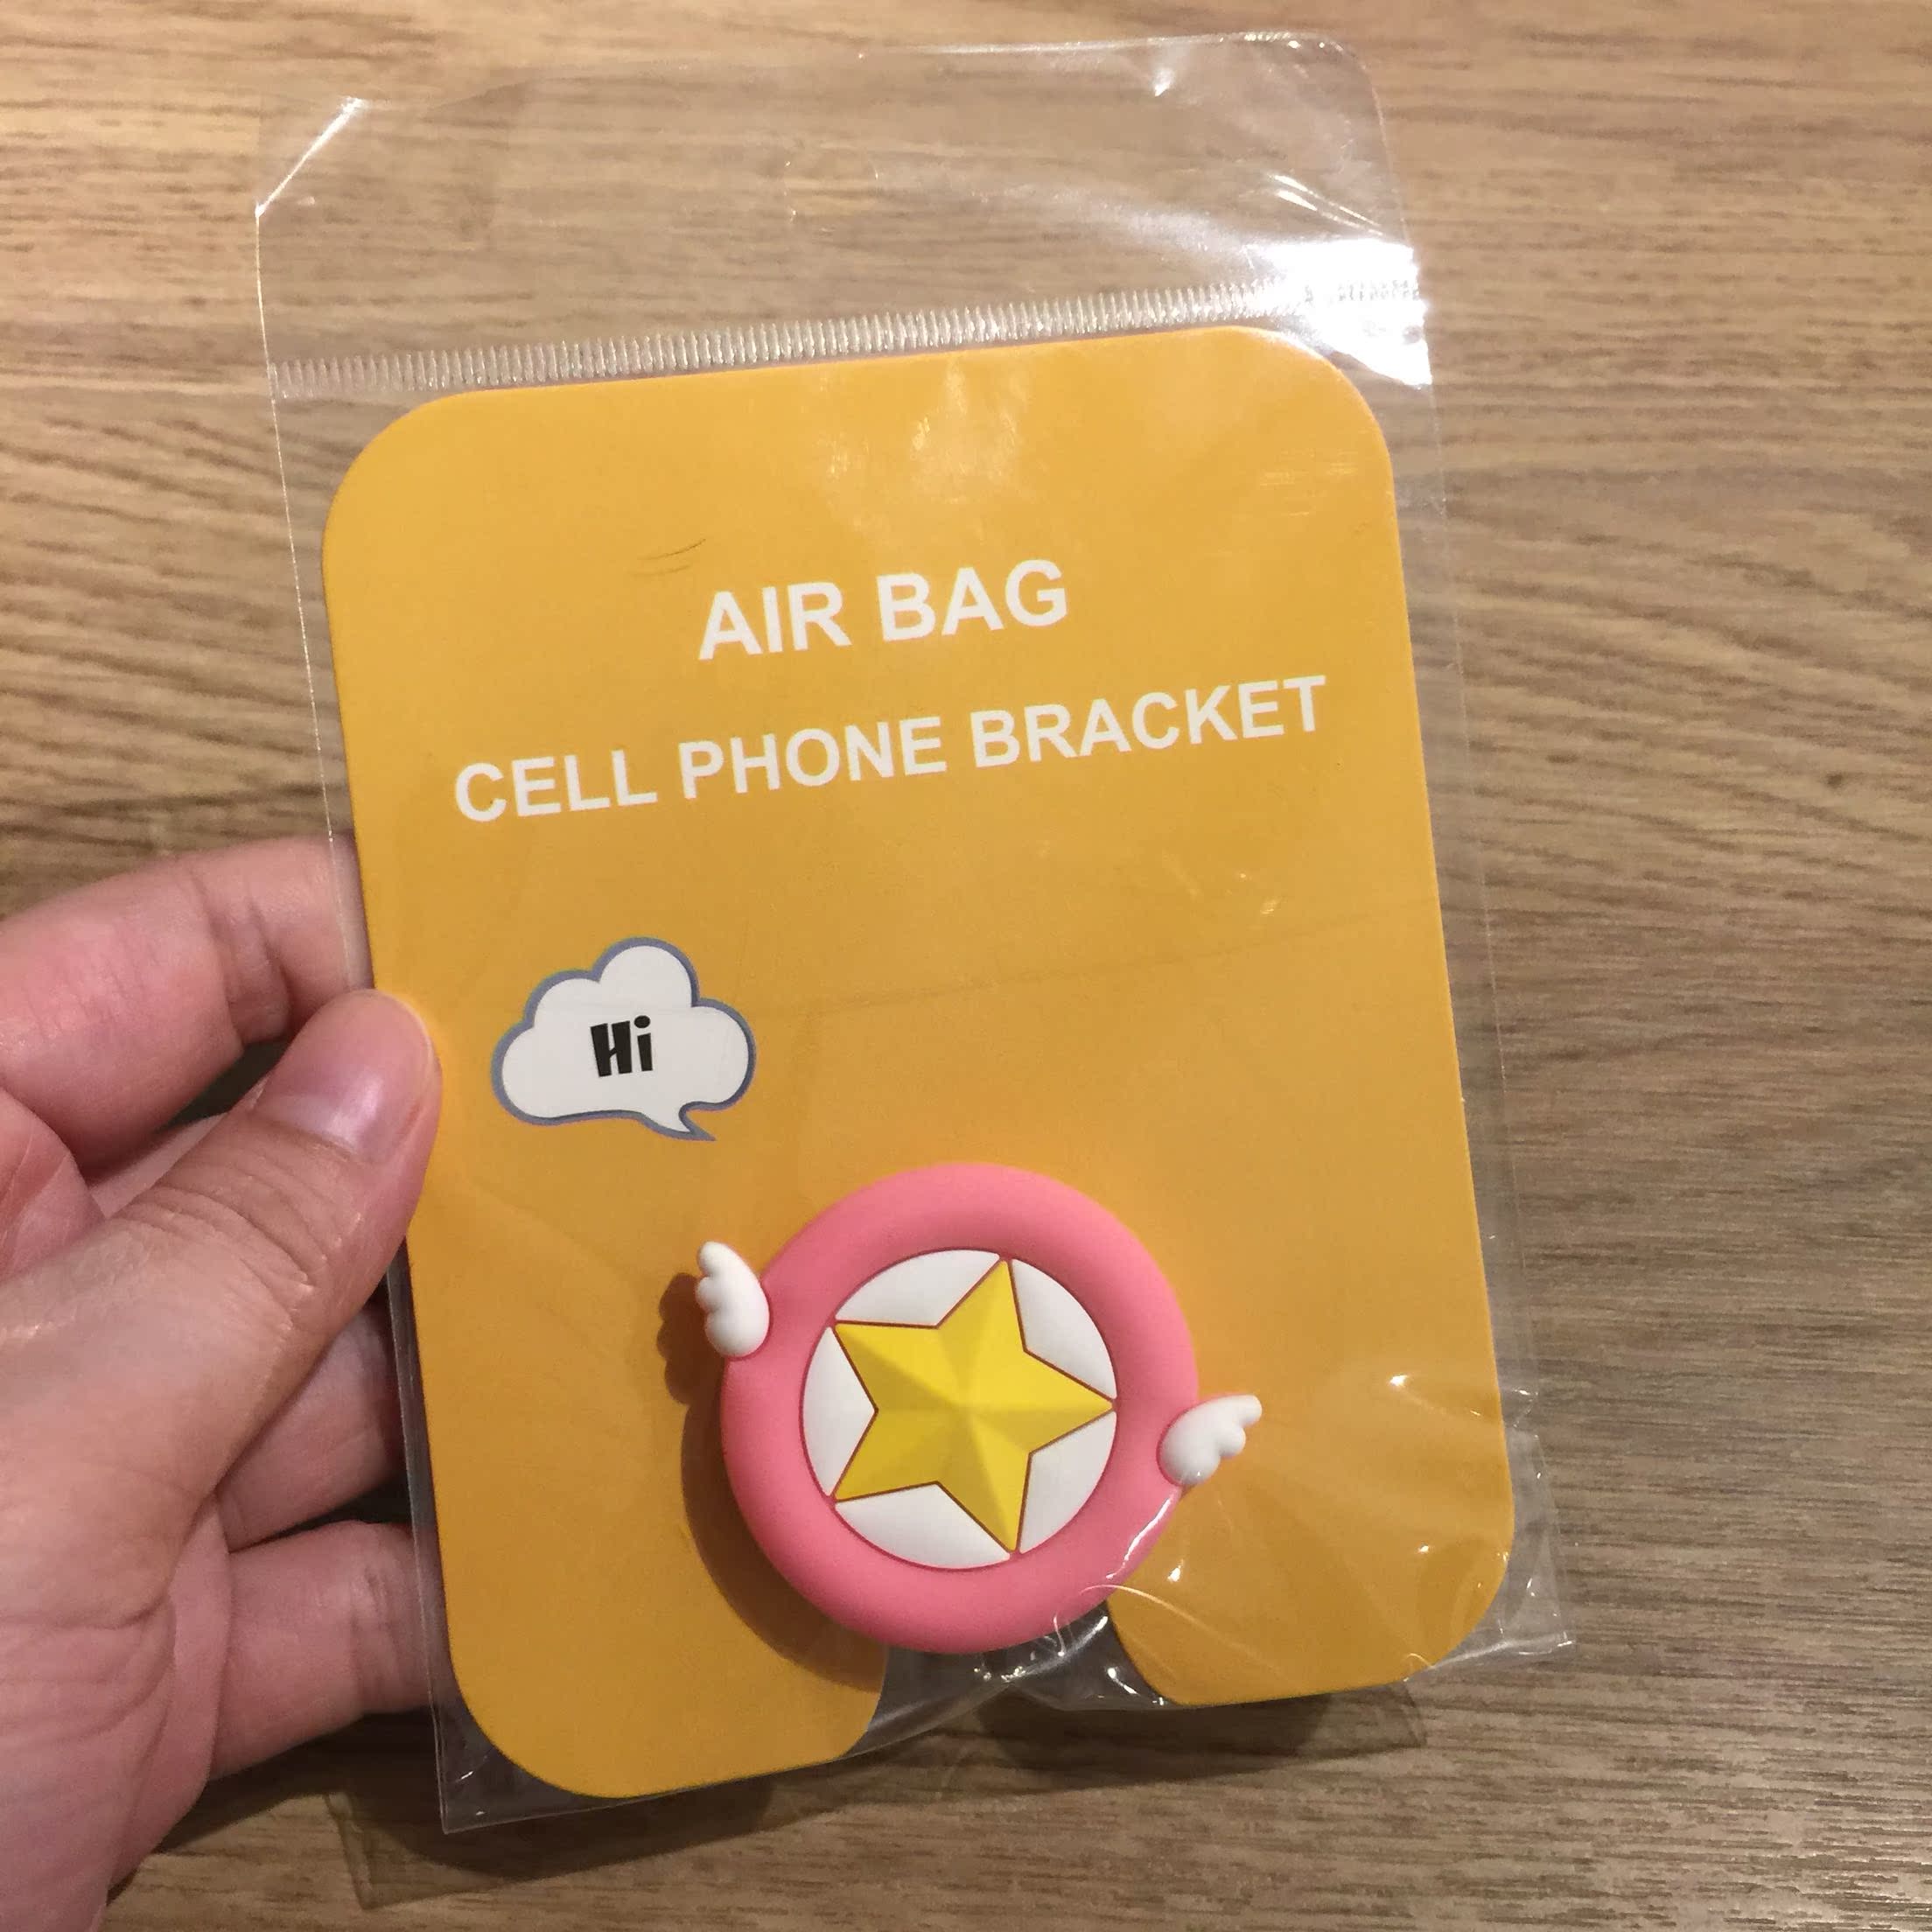 AIR BAG
CELL PHONE BRACKET
Hi